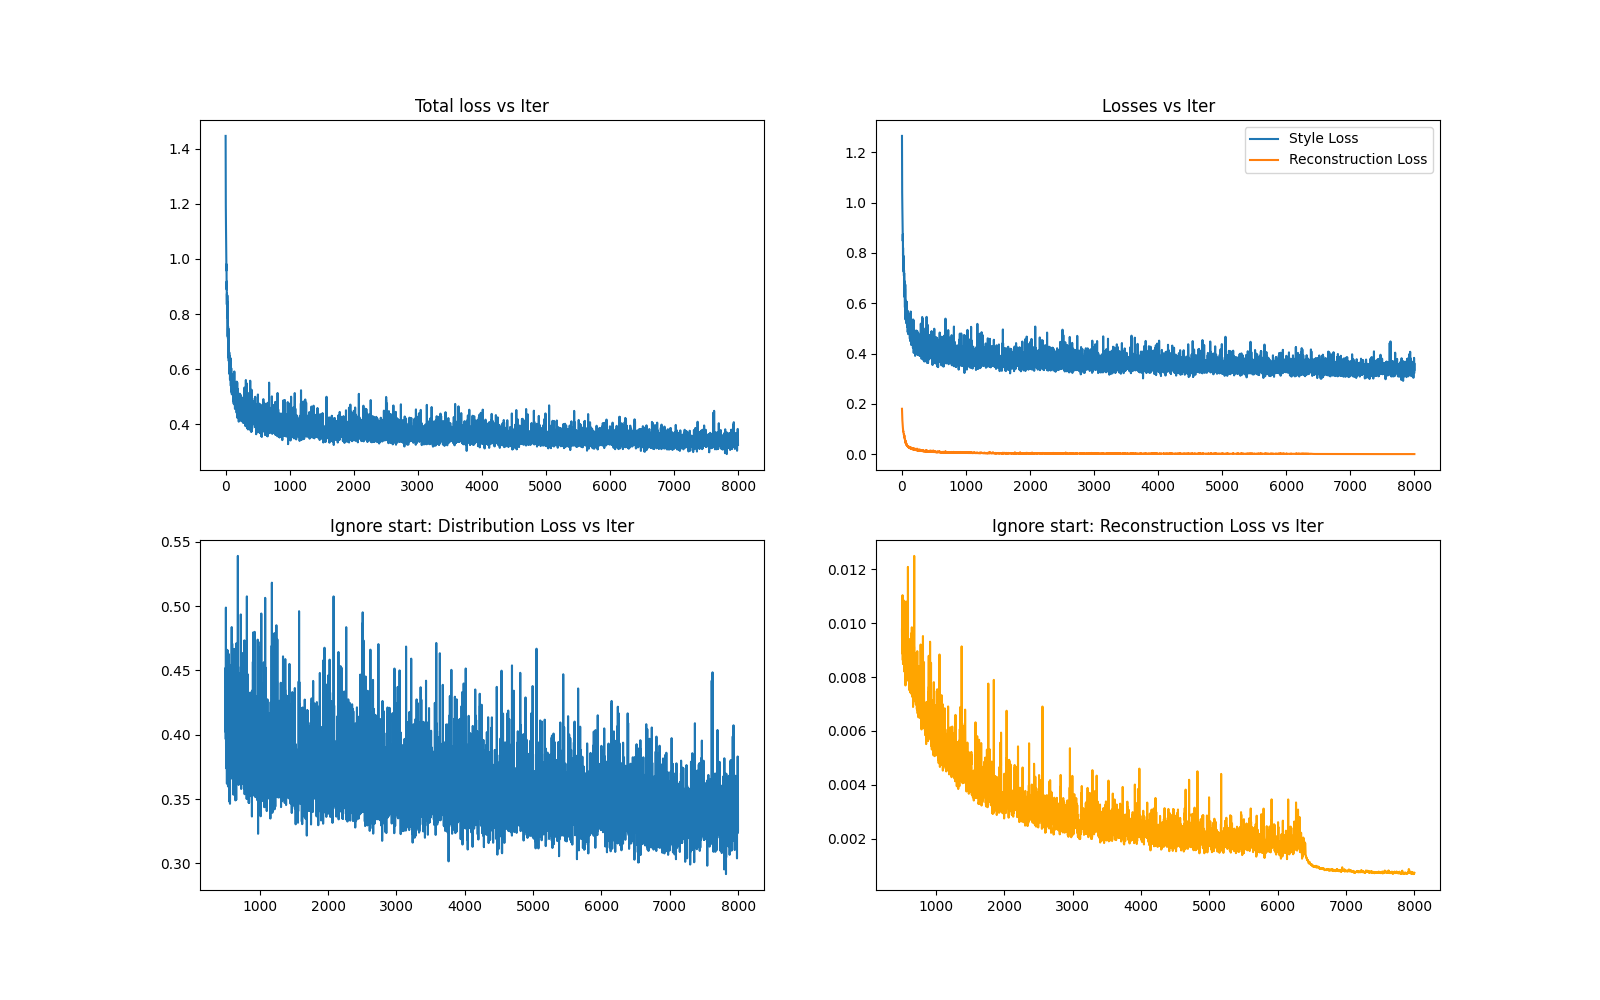 Total loss vs Iter
1.4
1.2
1.0
0.8
0.6
0.4
0 1000 2000 3000 4000 5000 6000 7000 8000
Losses vs Iter
Style Loss
Reconstruction Loss
1.2
1.0
0.8
0.6
0.4
0.2
0.0
0 1000 2000 3000 4000 5000 6000 7000 8000
Ignore start: Distribution Loss vs Iter
0.55
0.50
0.45
0.40
0.35
0.30
1000 2000 3000 4000 5000 6000 7000 8000
Ignore start: Reconstruction Loss vs Iter
0.012
0.010
0.008
0.006
0.004
0.002
1000 2000 3000 4000 5000 6000 7000 8000